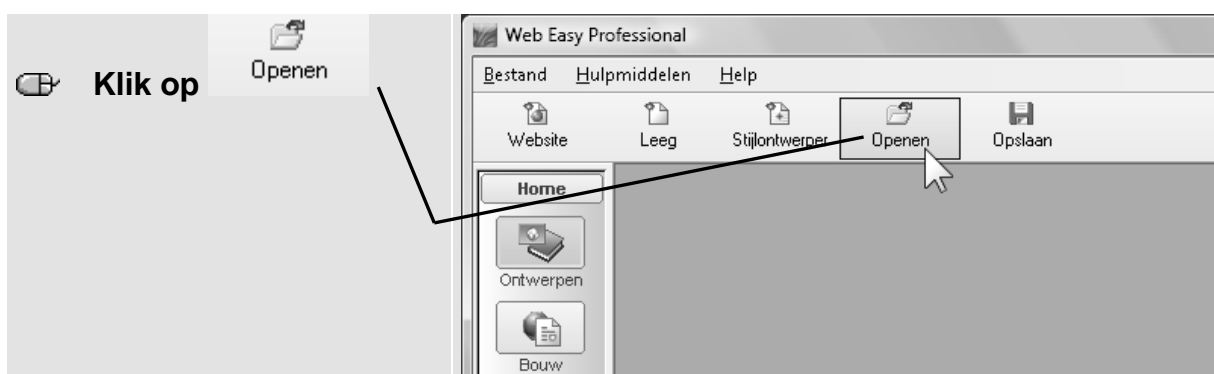 Klik op Openen
Web Easy Professional
Bestand Hulpmiddelen Help
Website Leeg Stijlontwerper Openen Opslaan
Home
Ontwerpen
Bouw